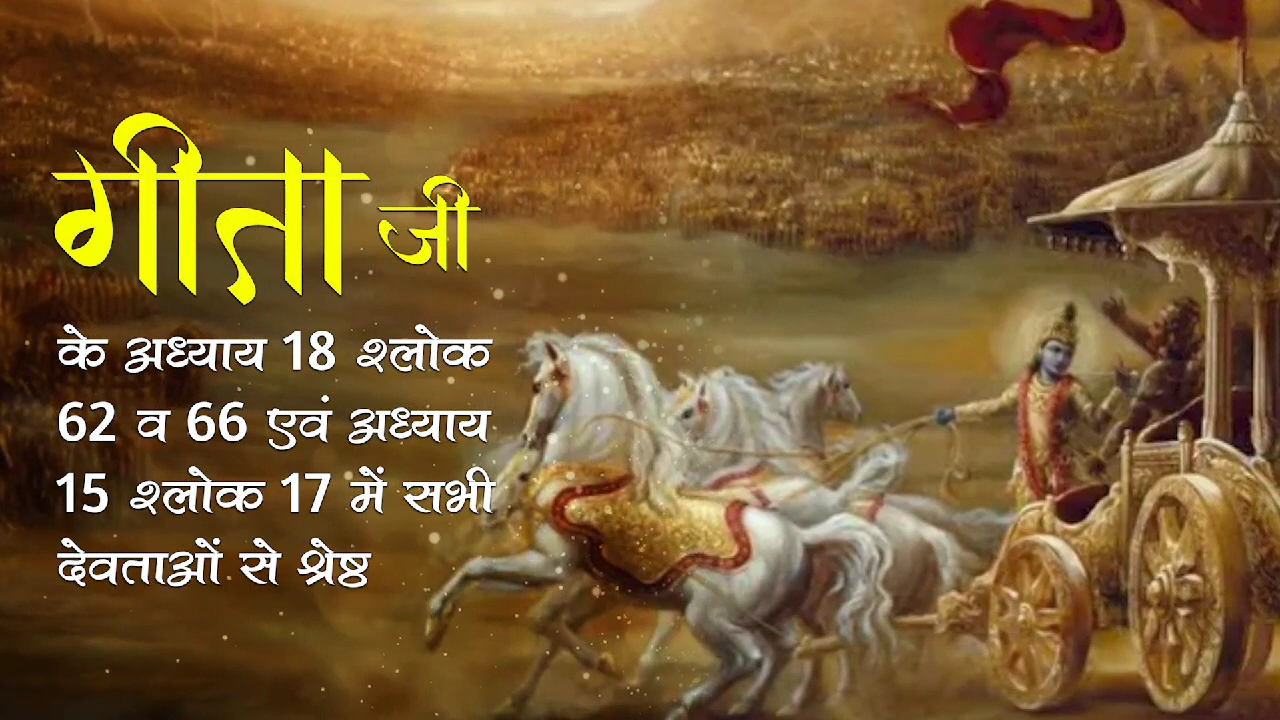 गीता जी
के अध्याय 18 श्लोक
62 व 66 एवं अध्याय
15 श्लोक 17 में सभी
देवताओं से श्रेष्ठ